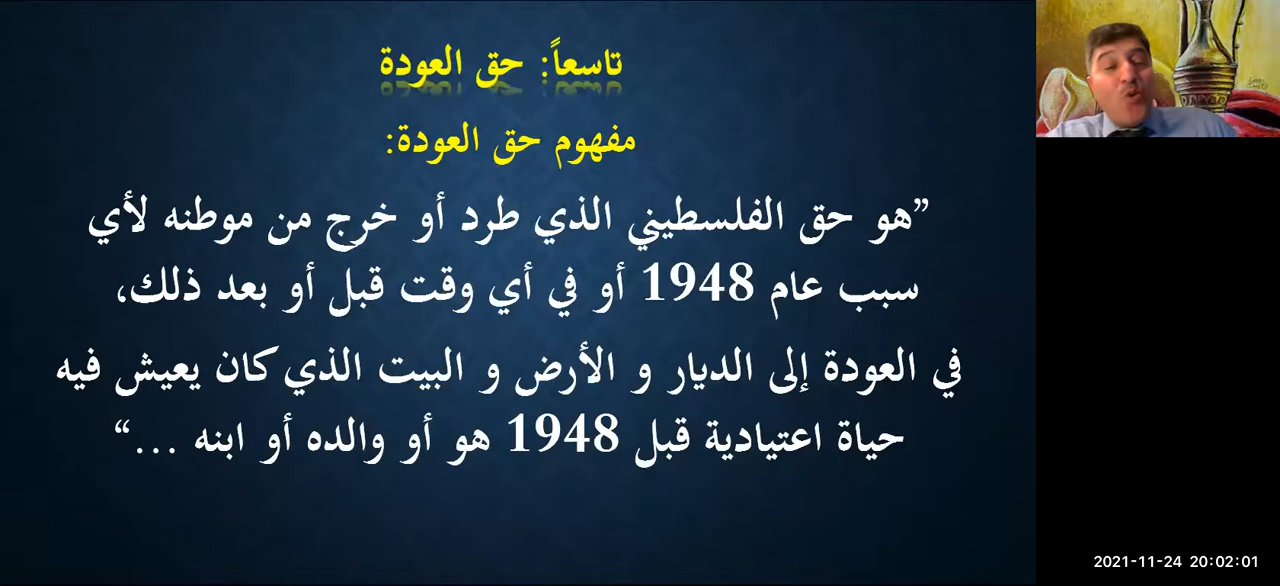 تاسعاً: حق العودة
مفهوم حق العودة:
”هو حق الفلسطيني الذي طرد أو خرج من موطنه لأي
سبب عام 1948 أو في أي وقت قبل أو بعد ذلك،
في العودة إلى الديار و الأرض و البيت الذي كان يعيش فيه
حياة اعتيادية قبل 1948 هو أو والده أو ابنه ...“
2021-11-24 20:02:01